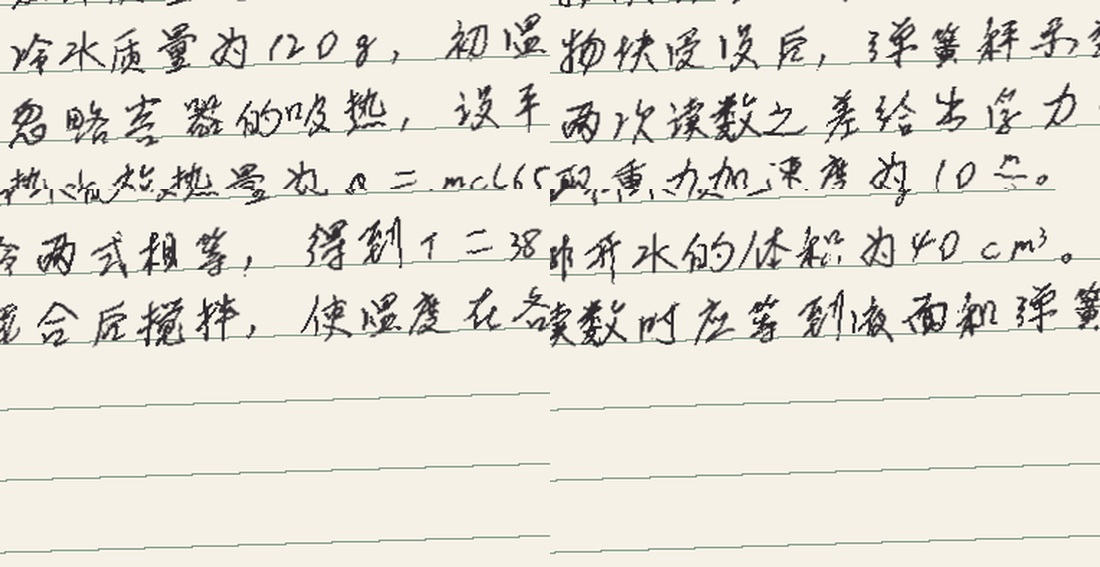 冷水质量为120g，初温
忽略容器的吸热，设平
热水放热量为Q=mc(65
令两式相等，得到T=38
混合后搅拌，使温度在各
物块浸没后，弹簧秤示
两次读数之差给出浮力
取重力加速度为10
排开水的体积为40cm³。
读数时应等到液面和弹簧